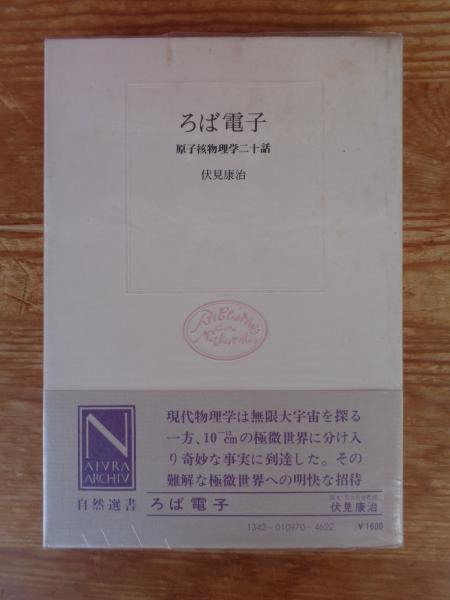 ろば電子
原子核物理学二十話
伏見康治
現代物理学は無限大宇宙を探る
一方、10⁻¹³cmの極微世界に分け入
り奇妙な事実に到達した。その
難解な極微世界への明快な招待
N
ATVRA
ARCHIV
自然選書
ろば電子
伏見康治
1342-010970-4622
￥1600